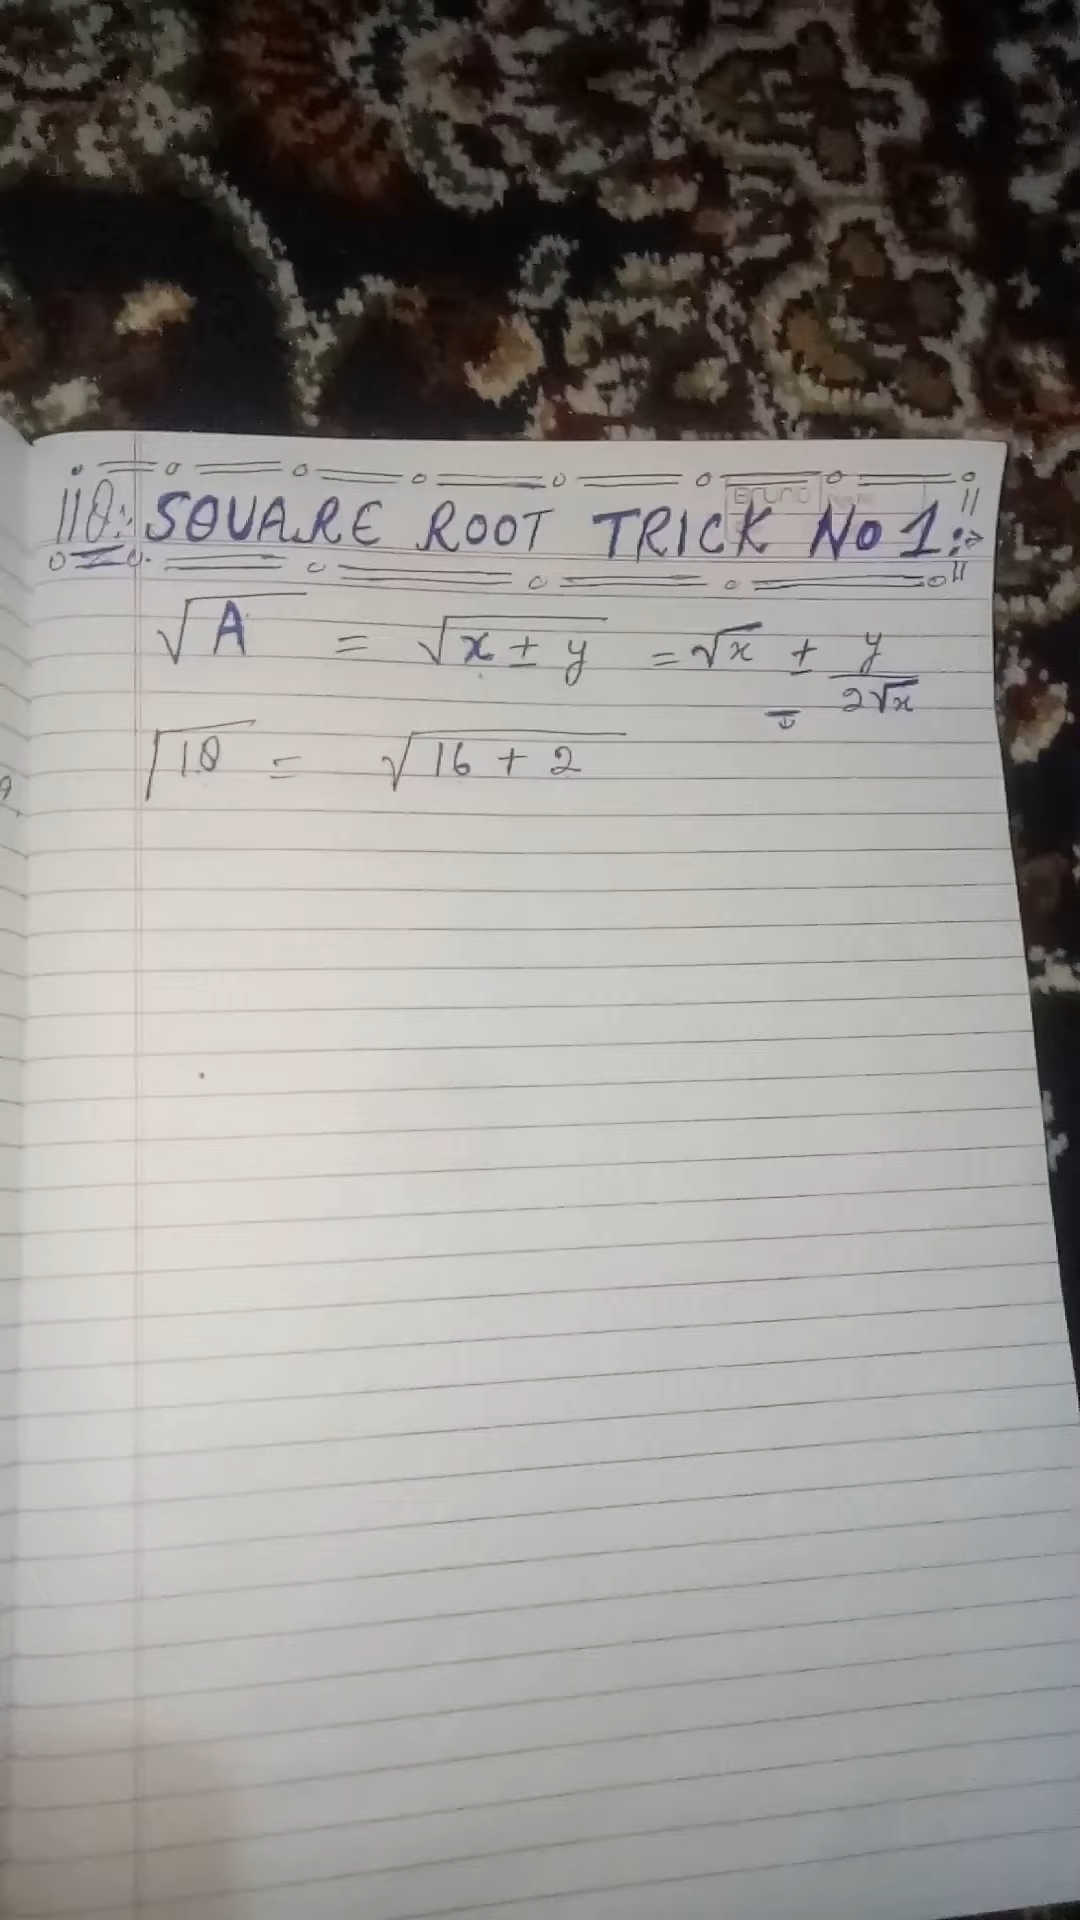 110: SQUARE ROOT TRICK No 1:→
√A = √x ± y = √x ± y/2√x
√18 = √16 + 2